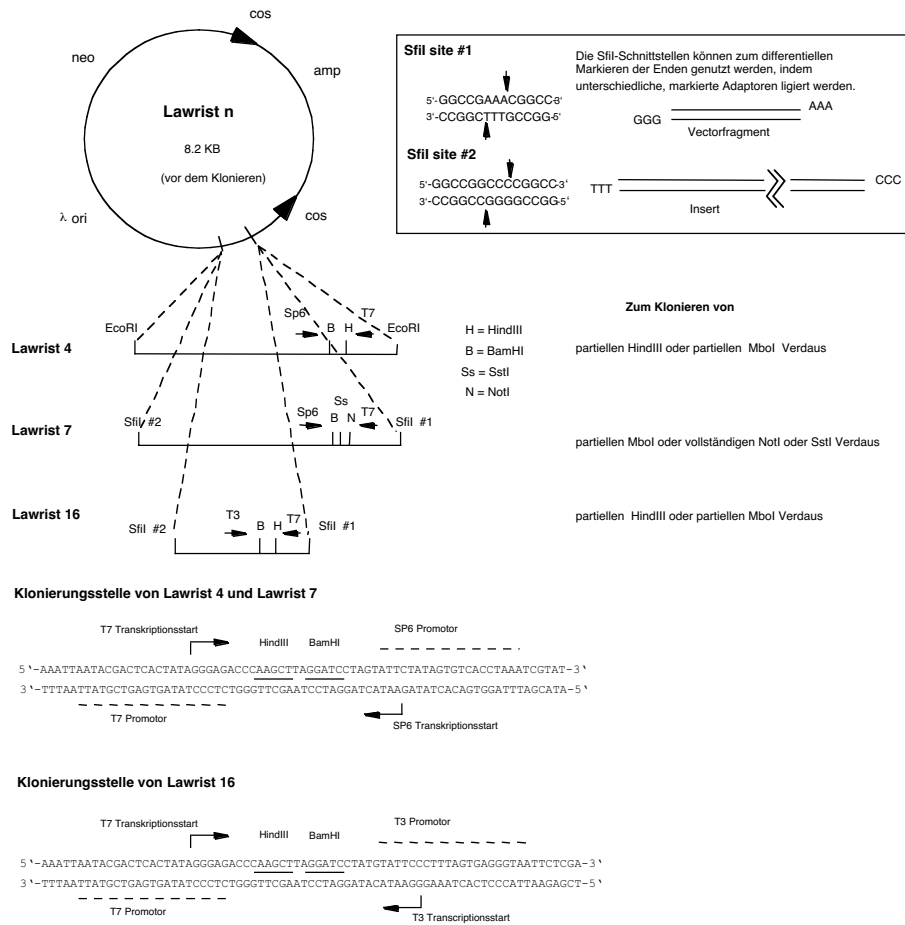 cos
neo
amp
Lawrist n
8.2 KB
(vor dem Klonieren)
λ ori
cos
SfiI site #1
5'-GGCCGAAACGGCC-3'
3'-CCGGCTTTGCCGG-5'
SfiI site #2
5'-GGCCGGCCCCGGCC-3'
3'-CCGGCCGGGGCCGG-5'
Die SfiI-Schnittstellen können zum differentiellen
Markieren der Enden genutzt werden, indem
unterschiedliche, markierte Adaptoren ligiert werden.
GGG
AAA
Vectorfragment
TTT
CCC
Insert
Zum Klonieren von
Lawrist 4
EcoRI
Sp6
B
H
T7
EcoRI
H = HindIII
B = BamHI
Ss = SstI
N = NotI
partiellen HindIII oder partiellen MboI Verdaus
Lawrist 7
SfiI #2
Sp6
Ss
B
N
T7
SfiI #1
partiellen MboI oder vollständigen NotI oder SstI Verdaus
Lawrist 16
SfiI #2
T3
B
H
T7
SfiI #1
partiellen HindIII oder partiellen MboI Verdaus
Klonierungsstelle von Lawrist 4 und Lawrist 7
T7 Transkriptionsstart
HindIII
BamHI
SP6 Promotor
5'-AAATTAATACGACTCACTATAGGGAGACCCAAGCTTAGGATCCTAGTATTCTATAGTGTCACCTAAATCGTAT-3'
3'-TTTAATTATGCTGAGTGATATCCCTCTGGGTTCGAATCCTAGGATCATAAGATATCACAGTGGATTTAGCATA-5'
T7 Promotor
SP6 Transkriptionsstart
Klonierungsstelle von Lawrist 16
T7 Transkriptionsstart
HindIII
BamHI
T3 Promotor
5'-AAATTAATACGACTCACTATAGGGAGACCCAAGCTTAGGATCCTATGTATTCCCTTTAGTGAGGGTAATTCTCGA-3'
3'-TTTAATTATGCTGAGTGATATCCCTCTGGGTTCGAATCCTAGGATACATAAGGGAAATCACTCCCATTAAGAGCT-5'
T7 Promotor
T3 Transcriptionsstart